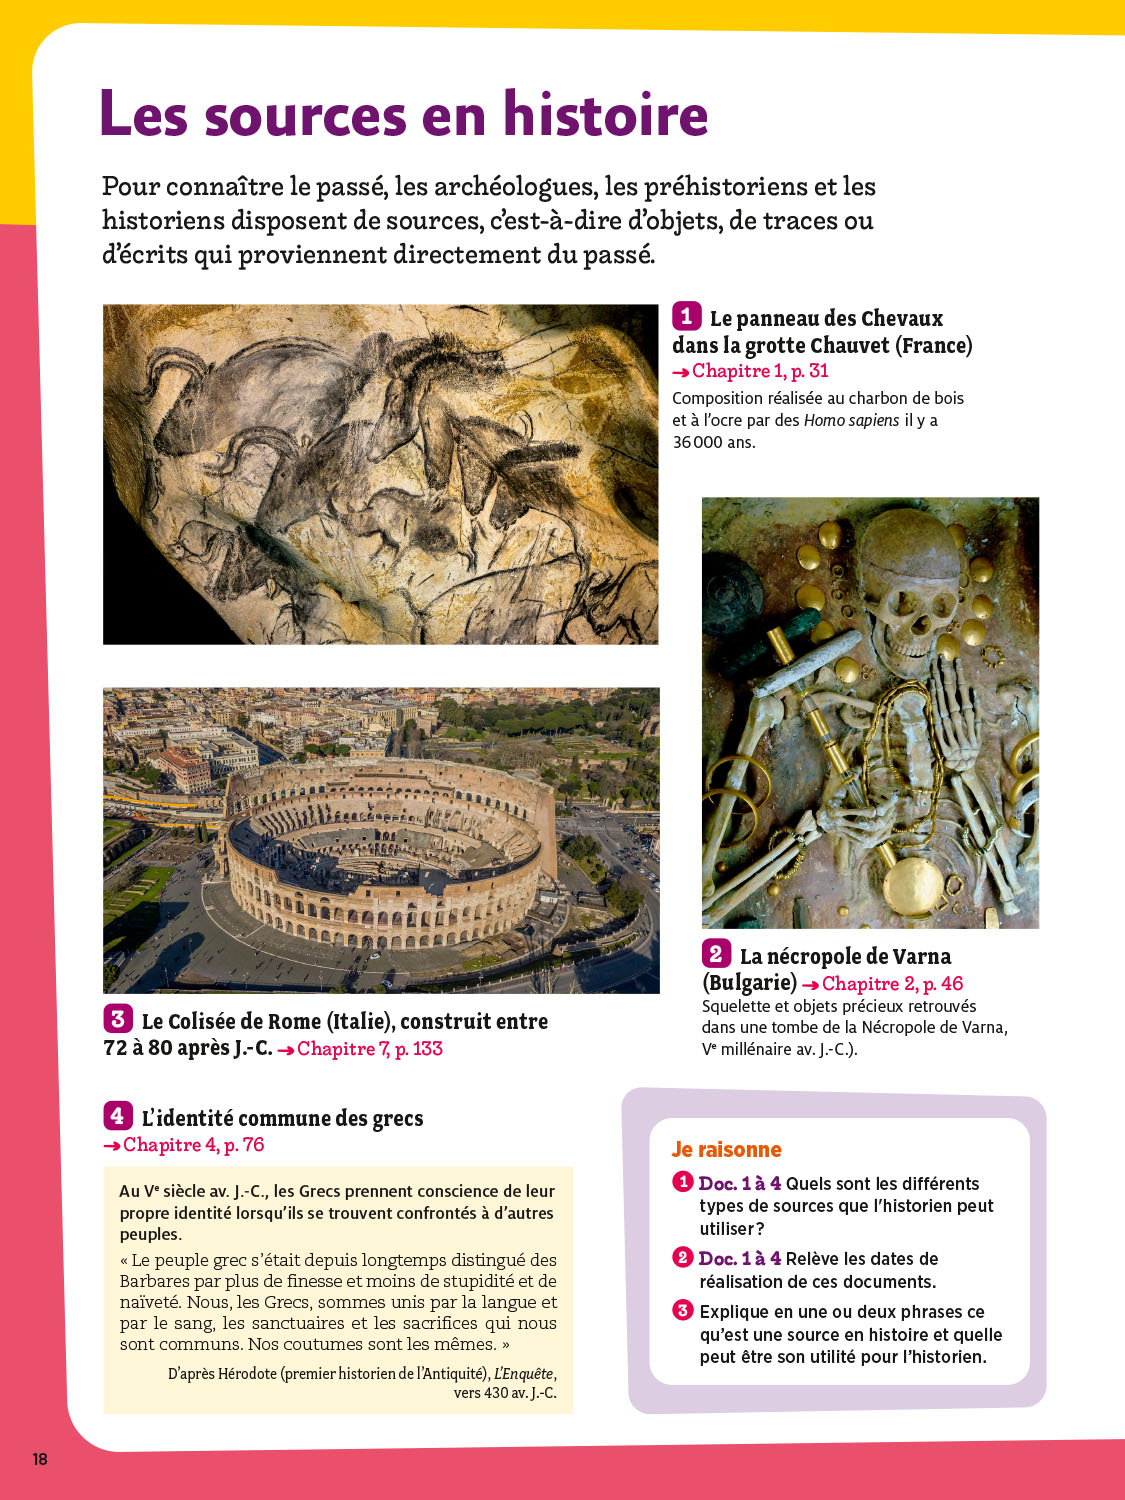 Les sources en histoire
Pour connaître le passé, les archéologues, les préhistoriens et les
historiens disposent de sources, c'est-à-dire d'objets, de traces ou
d'écrits qui proviennent directement du passé.
1 Le panneau des Chevaux
dans la grotte Chauvet (France)
→ Chapitre 1, p. 31
Composition réalisée au charbon de bois
et à l'ocre par des Homo sapiens il y a
36 000 ans.
2 La nécropole de Varna
(Bulgarie) → Chapitre 2, p. 46
Squelette et objets précieux retrouvés
dans une tombe de la Nécropole de Varna,
Vᵉ millénaire av. J.-C.).
3 Le Colisée de Rome (Italie), construit entre
72 à 80 après J.-C. → Chapitre 7, p. 133
4 L'identité commune des grecs
→ Chapitre 4, p. 76
Au Vᵉ siècle av. J.-C., les Grecs prennent conscience de leur
propre identité lorsqu'ils se trouvent confrontés à d'autres
peuples.
« Le peuple grec s'était depuis longtemps distingué des
Barbares par plus de finesse et moins de stupidité et de
naïveté. Nous, les Grecs, sommes unis par la langue et
par le sang, les sanctuaires et les sacrifices qui nous
sont communs. Nos coutumes sont les mêmes. »
D'après Hérodote (premier historien de l'Antiquité), L'Enquête,
vers 430 av. J.-C.
Je raisonne
1 Doc. 1 à 4 Quels sont les différents
types de sources que l'historien peut
utiliser ?
2 Doc. 1 à 4 Relève les dates de
réalisation de ces documents.
3 Explique en une ou deux phrases ce
qu'est une source en histoire et quelle
peut être son utilité pour l'historien.
18